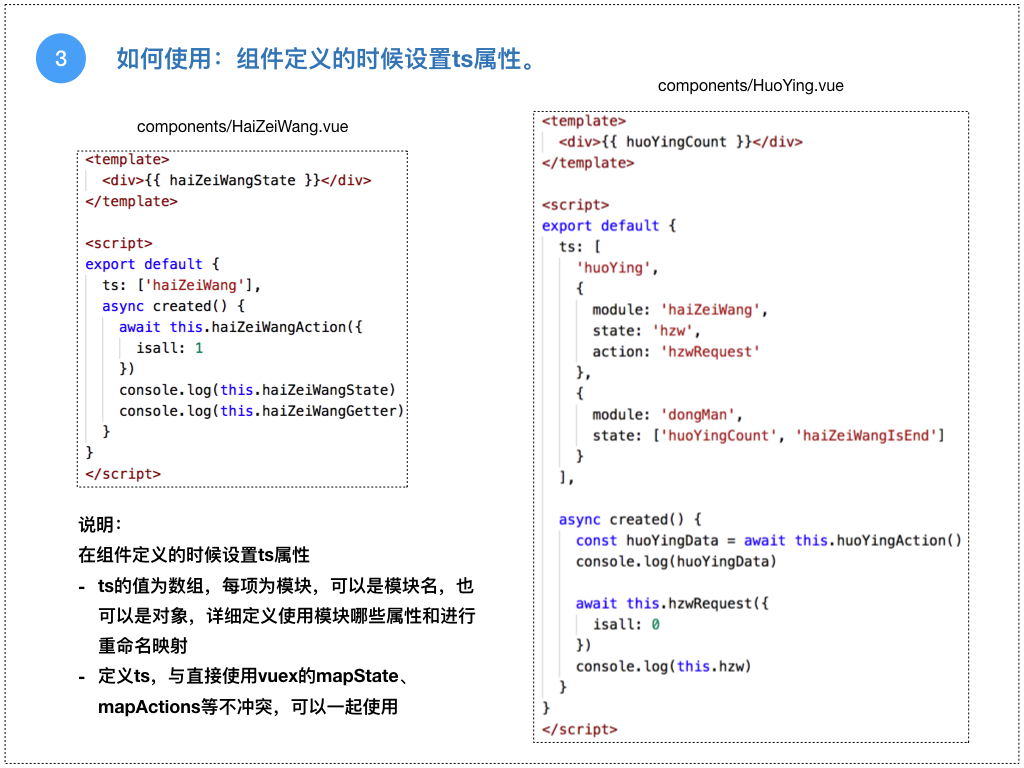 3
如何使用：组件定义的时候设置ts属性。
components/HaiZeiWang.vue
<template>
  <div>{{ haiZeiWangState }}</div>
</template>

<script>
export default {
  ts: ['haiZeiWang'],
  async created() {
    await this.haiZeiWangAction({
      isall: 1
    })
    console.log(this.haiZeiWangState)
    console.log(this.haiZeiWangGetter)
  }
}
</script>
说明：
在组件定义的时候设置ts属性
- ts的值为数组，每项为模块，可以是模块名，也
可以是对象，详细定义使用模块哪些属性和进行
重命名映射
- 定义ts，与直接使用vuex的mapState、
mapActions等不冲突，可以一起使用
components/HuoYing.vue
<template>
  <div>{{ huoYingCount }}</div>
</template>

<script>
export default {
  ts: [
    'huoYing',
    {
      module: 'haiZeiWang',
      state: 'hzw',
      action: 'hzwRequest'
    },
    {
      module: 'dongMan',
      state: ['huoYingCount', 'haiZeiWangIsEnd']
    }
  ],

  async created() {
    const huoYingData = await this.huoYingAction()
    console.log(huoYingData)

    await this.hzwRequest({
      isall: 0
    })
    console.log(this.hzw)
  }
}
</script>